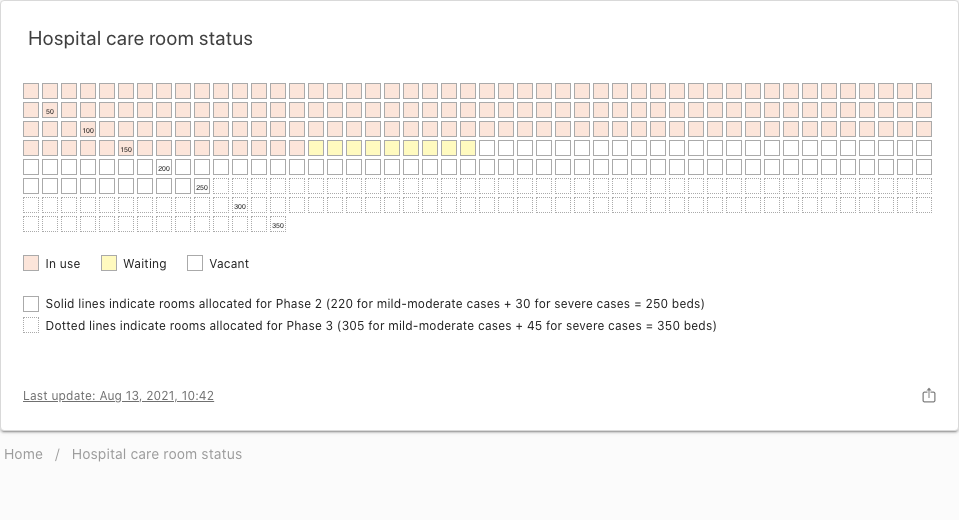 Hospital care room status
50
100
150
200
250
300
350
In use
Waiting
Vacant
Solid lines indicate rooms allocated for Phase 2 (220 for mild-moderate cases + 30 for severe cases = 250 beds)
Dotted lines indicate rooms allocated for Phase 3 (305 for mild-moderate cases + 45 for severe cases = 350 beds)
Last update: Aug 13, 2021, 10:42
Home / Hospital care room status